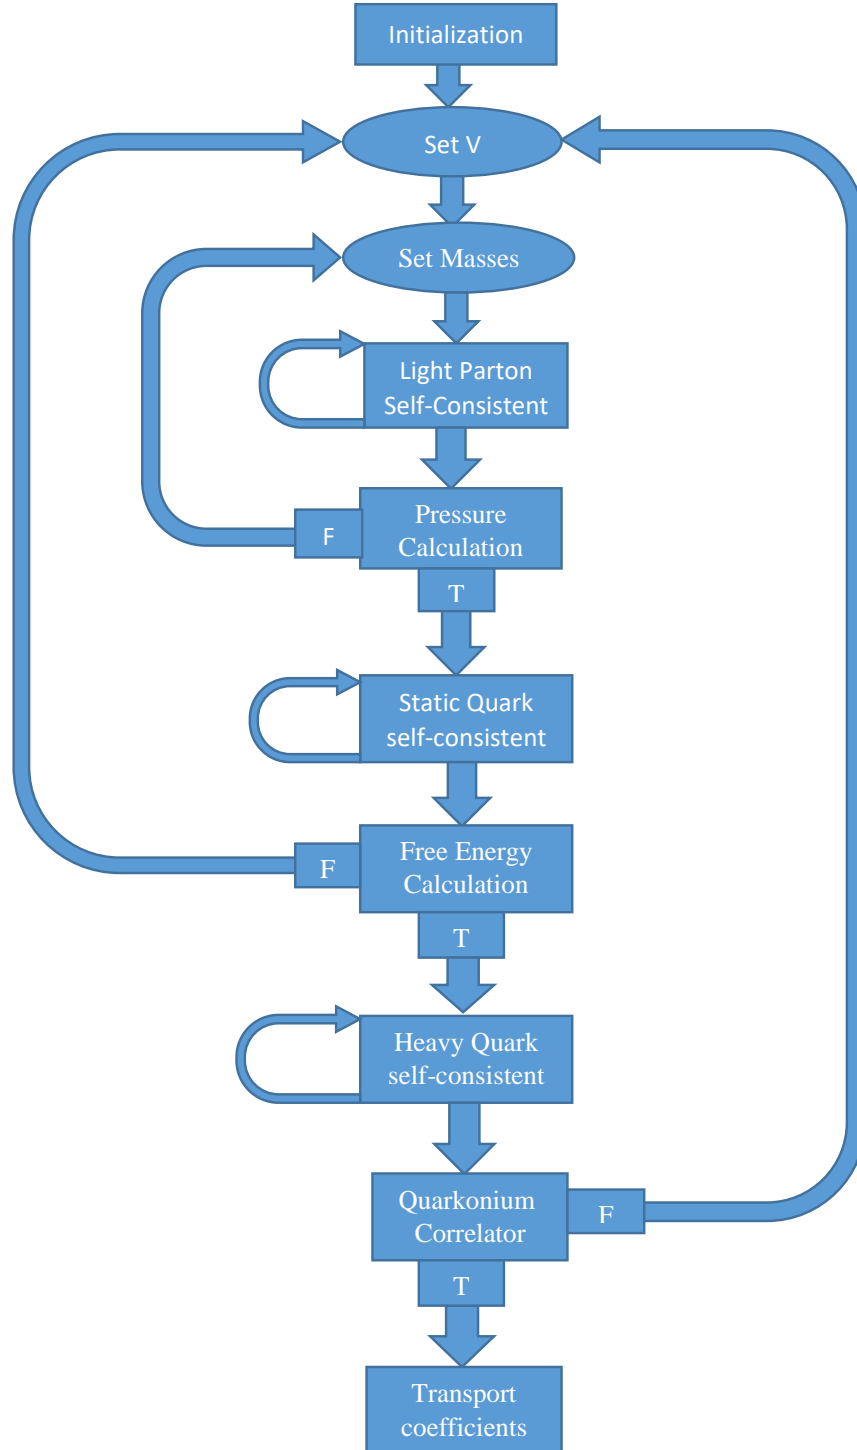 Initialization
Set V
Set Masses
Light Parton
Self-Consistent
Pressure
Calculation
F
T
Static Quark
self-consistent
Free Energy
Calculation
F
T
Heavy Quark
self-consistent
Quarkonium
Correlator
F
T
Transport
coefficients